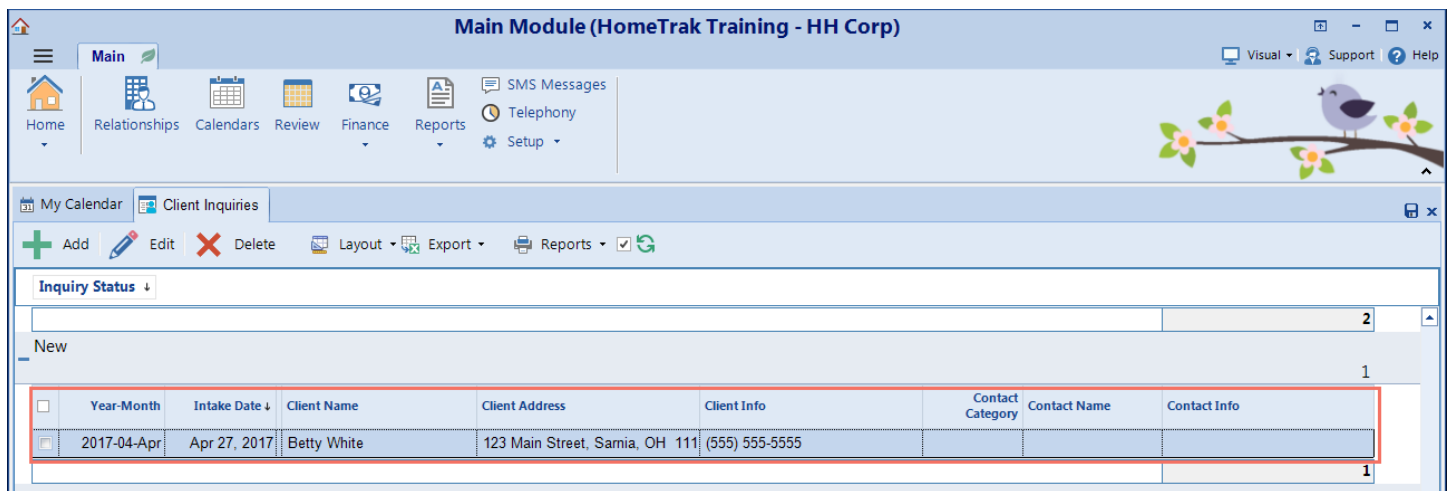 Main Module (HomeTrak Training - HH Corp)
Main
Visual
Support
Help
Home
Relationships
Calendars
Review
Finance
Reports
SMS Messages
Telephony
Setup
My Calendar
Client Inquiries
Add
Edit
Delete
Layout
Export
Reports
Inquiry Status
2
New
1
Year-Month Intake Date Client Name Client Address Client Info Contact Category Contact Name Contact Info
2017-04-Apr Apr 27, 2017 Betty White 123 Main Street, Sarnia, OH 111 (555) 555-5555
1